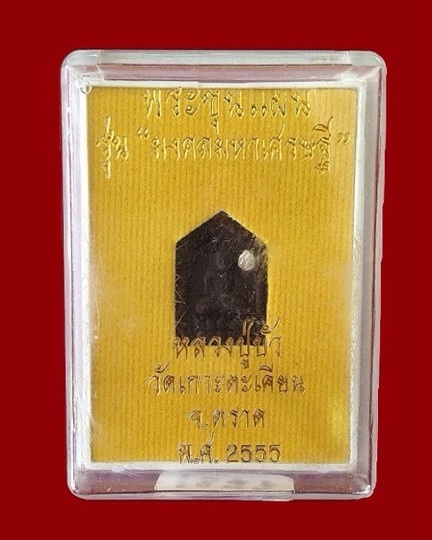 พระขุนแผน
รุ่น "มงคลมหาเศรษฐี"
หลวงปู่บัว
วัดเกาะตะเคียน
จ.ตราด
พ.ศ. 2555